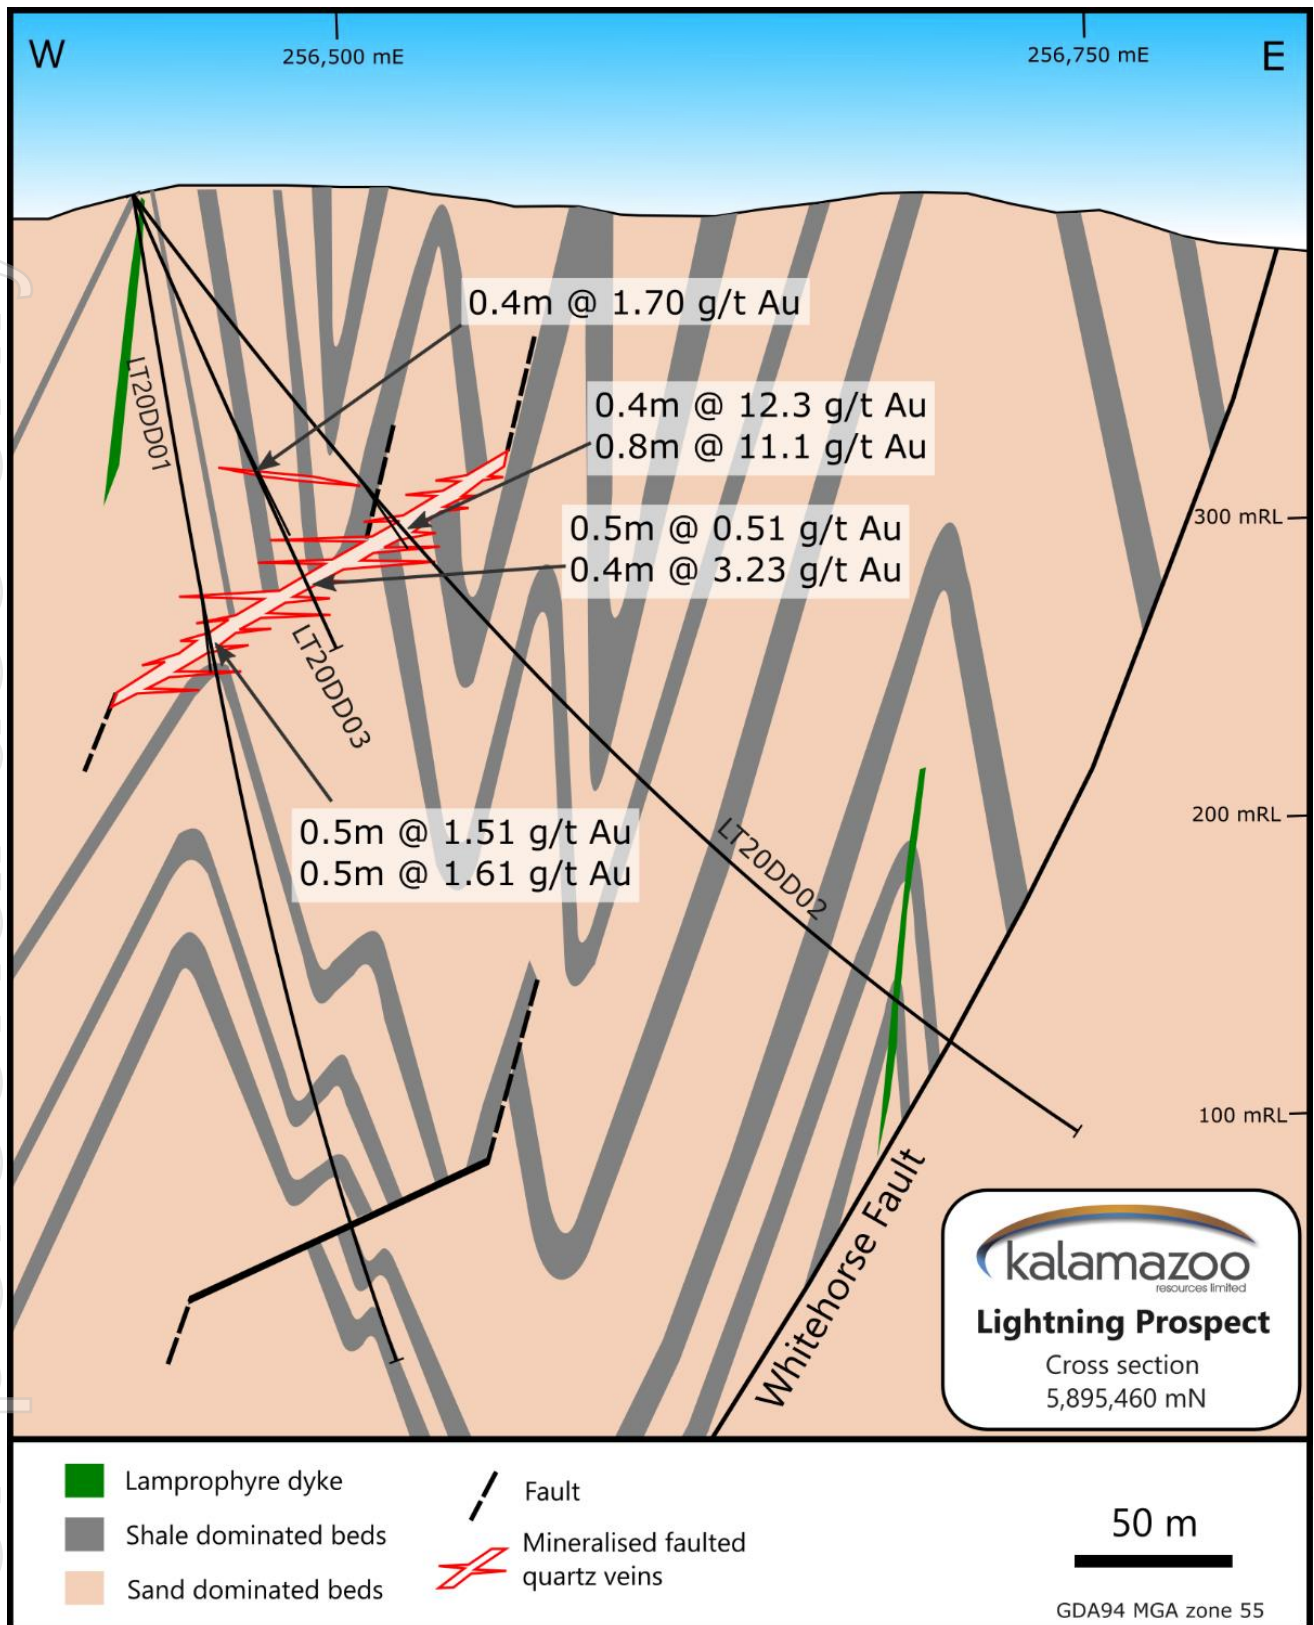 W
256,500 mE
256,750 mE
E
0.4m @ 1.70 g/t Au
LT20DD01
0.4m @ 12.3 g/t Au
0.8m @ 11.1 g/t Au
300 mRL
0.5m @ 0.51 g/t Au
0.4m @ 3.23 g/t Au
LT20DD03
0.5m @ 1.51 g/t Au
0.5m @ 1.61 g/t Au
200 mRL
LT20DD02
100 mRL
Whitehorse Fault
kalamazoo
resources limited
Lightning Prospect
Cross section
5,895,460 mN
Lamprophyre dyke
Shale dominated beds
Sand dominated beds
Fault
Mineralised faulted
quartz veins
50 m
GDA94 MGA zone 55